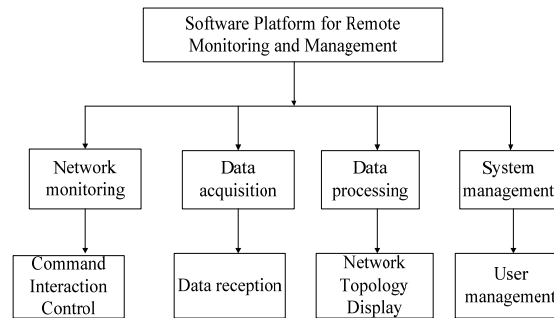 Software Platform for Remote
Monitoring and Management
Network
monitoring
Data
acquisition
Data
processing
System
management
Command
Interaction
Control
Data reception
Network
Topology
Display
User
management